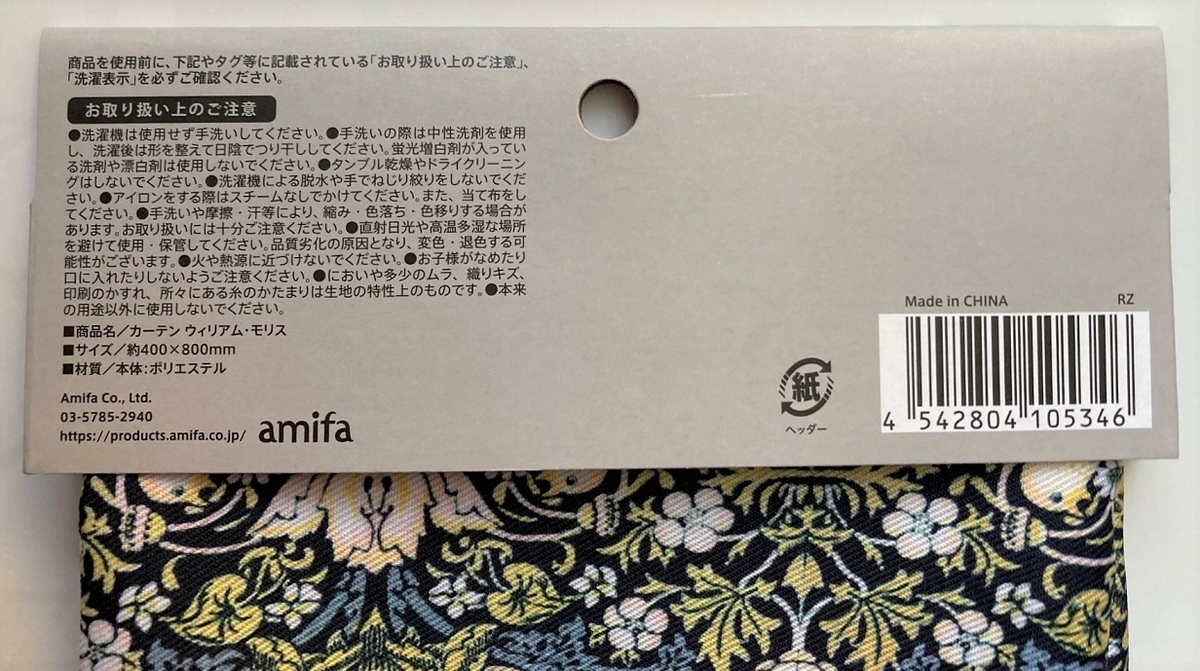 商品を使用前に、下記やタグ等に記載されている「お取り扱い上のご注意」、
「洗濯表示」を必ずご確認ください。
お取り扱い上のご注意
●洗濯機は使用せず手洗いしてください。●手洗いの際は中性洗剤を使用
し、洗濯後は形を整えて日陰でつり干ししてください。蛍光増白剤が入ってい
る洗剤や漂白剤は使用しないでください。●タンブル乾燥やドライクリーニン
グはしないでください。●洗濯機による脱水や手でねじり絞りをしないでくだ
さい。●アイロンをする際はスチームなしでかけてください。また、当て布をし
てください。●手洗いや摩擦・汗等により、縮み・色落ち・色移りする場合が
あります。お取り扱いには十分ご注意ください。●直射日光や高温多湿な場所
を避けて使用・保管してください。品質劣化の原因となり、変色・退色する可
能性がございます。●火や熱源に近づけないでください。●お子様がなめたり
口に入れたりしないようご注意ください。●においや多少のムラ、織りキズ、
印刷のかすれ、所々にある糸のかたまりは生地の特性上のものです。●本来
の用途以外に使用しないでください。
■商品名／カーテン ウィリアム・モリス
■サイズ／約400×800mm
■材質／本体：ポリエステル
Amifa Co., Ltd.
03-5785-2940
https://products.amifa.co.jp/
amifa
紙
ヘッダー
Made in CHINA
RZ
4 542804 105346